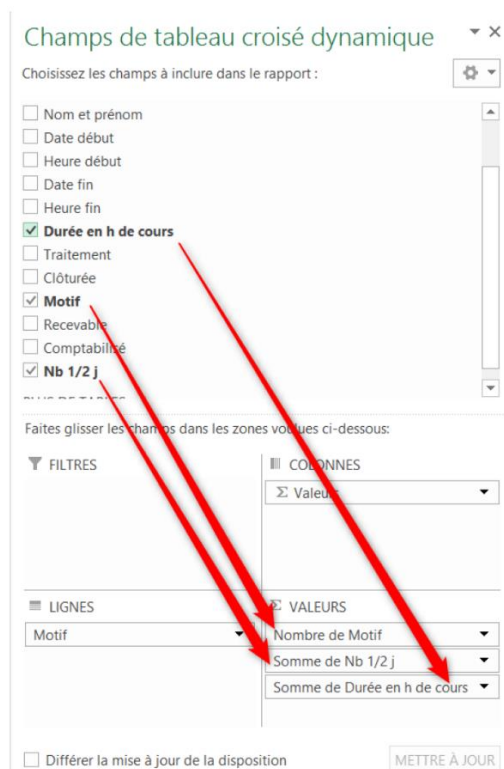 Champs de tableau croisé dynamique
Choisissez les champs à inclure dans le rapport :
Nom et prénom
Date début
Heure début
Date fin
Heure fin
Durée en h de cours
Traitement
Clôturée
Motif
Recevable
Comptabilisé
Nb 1/2 j
PLUS DE TABLES
Faites glisser les champs dans les zones voulues ci-dessous:
FILTRES
COLONNES
Σ Valeurs
LIGNES
Σ VALEURS
Motif
Nombre de Motif
Somme de Nb 1/2 j
Somme de Durée en h de cours
Différer la mise à jour de la disposition
METTRE À JOUR